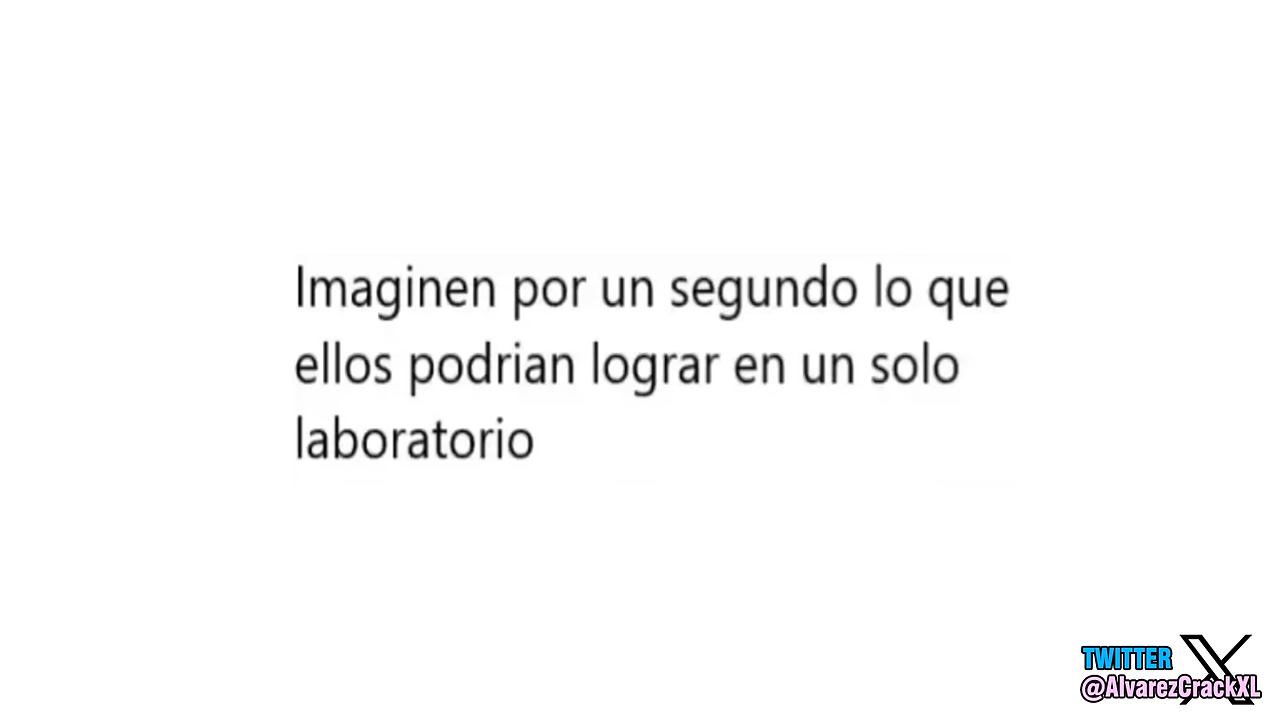 Imaginen por un segundo lo que
ellos podrian lograr en un solo
laboratorio
TWITTER
@AlvarezCrackXL